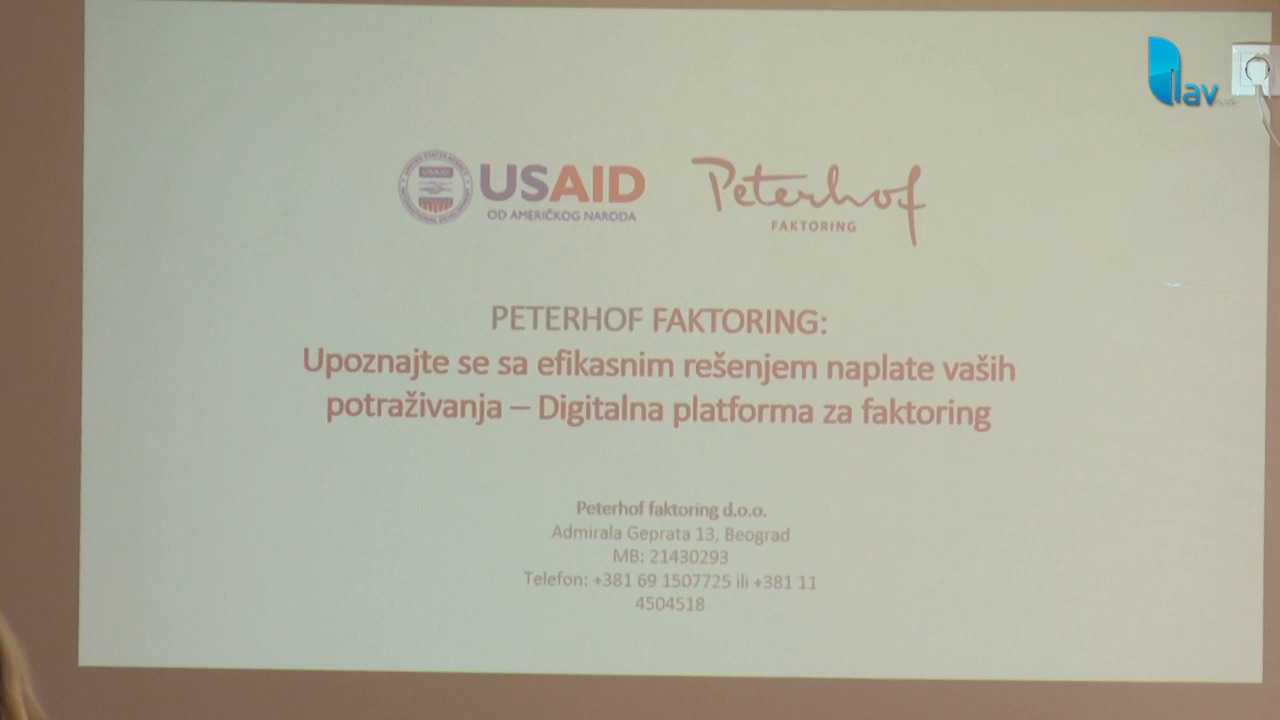 lav
PLUS
USAID
OD AMERIČKOG NARODA
Peterhof
FAKTORING
PETERHOF FAKTORING:
Upoznajte se sa efikasnim rešenjem naplate vaših
potraživanja – Digitalna platforma za faktoring
Peterhof faktoring d.o.o.
Admirala Geprata 13, Beograd
MB: 21430293
Telefon: +381 69 1507725 ili +381 11
4504518